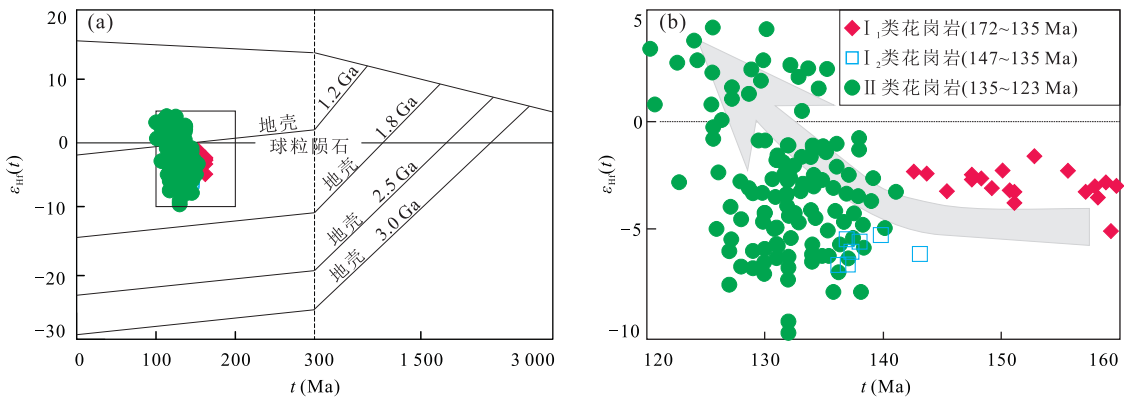 (a)
20
10
0
−10
−20
−30
εHf(t)
1.2 Ga
地壳
球粒陨石
1.8 Ga
地壳
2.5 Ga
地壳
3.0 Ga
地壳
0
100
200
300
1 500
3 000
t (Ma)
(b)
5
0
−5
−10
εHf(t)
I1类花岗岩(172~135 Ma)
I2类花岗岩(147~135 Ma)
II类花岗岩(135~123 Ma)
120
130
140
150
160
t (Ma)